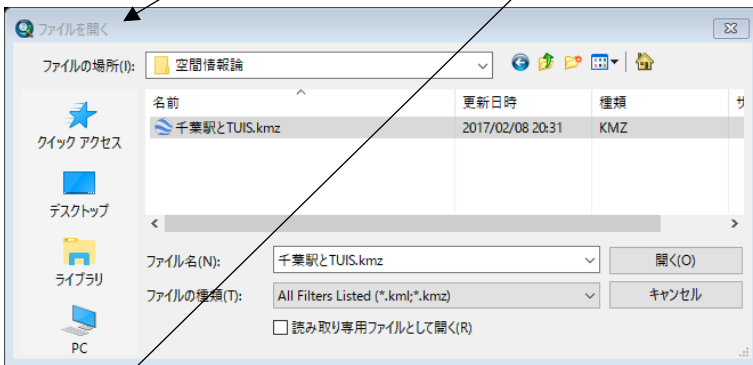 ファイルを開く
ファイルの場所(I): 空間情報論
名前 更新日時 種類 サ
千葉駅とTUIS.kmz 2017/02/08 20:31 KMZ
クイック アクセス
デスクトップ
ライブラリ
PC
ファイル名(N): 千葉駅とTUIS.kmz 開く(O)
ファイルの種類(T): All Filters Listed (*.kml;*.kmz) キャンセル
読み取り専用ファイルとして開く(R)